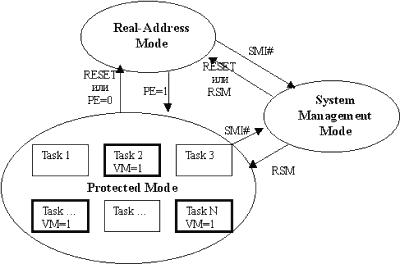 Real-Address
Mode
SMI#
RESET
или
PE=0
PE=1
RESET
или
RSM
System
Management
Mode
SMI#
RSM
Task 1
Task 2
VM=1
Task 3
Protected Mode
Task ...
VM=1
Task ...
Task N
VM=1